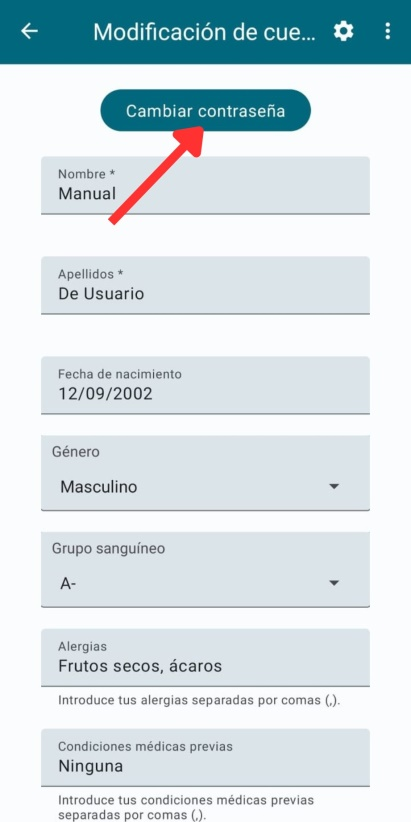 Modificación de cue...
Cambiar contraseña
Nombre *
Manual
Apellidos *
De Usuario
Fecha de nacimiento
12/09/2002
Género
Masculino
Grupo sanguíneo
A-
Alergias
Frutos secos, ácaros
Introduce tus alergias separadas por comas (,).
Condiciones médicas previas
Ninguna
Introduce tus condiciones médicas previas
separadas por comas (,).